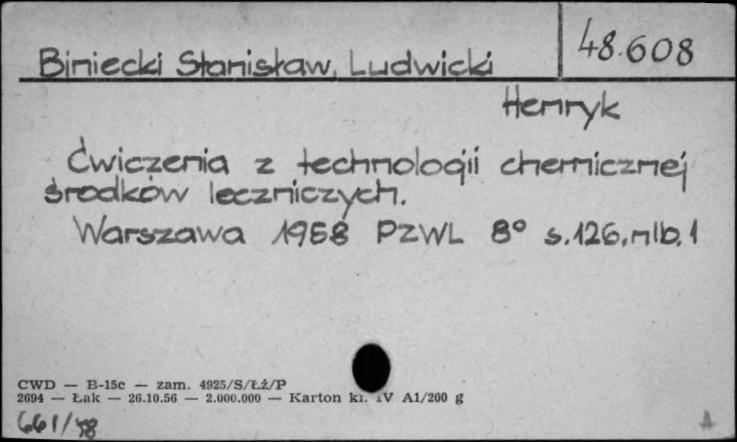 48.608
Biniecki Stanisław, Ludwicki
Henryk
Ćwiczenia z technologii chemicznej
środków leczniczych.
Warszawa 1958 PZWL 8° s.126, nlb. 1
CWD — B-15c — zam. 4925/S/Łż/P
2694 — Łak — 26.10.56 — 2.000.000 — Karton kl. IV A1/200 g
661/58
A